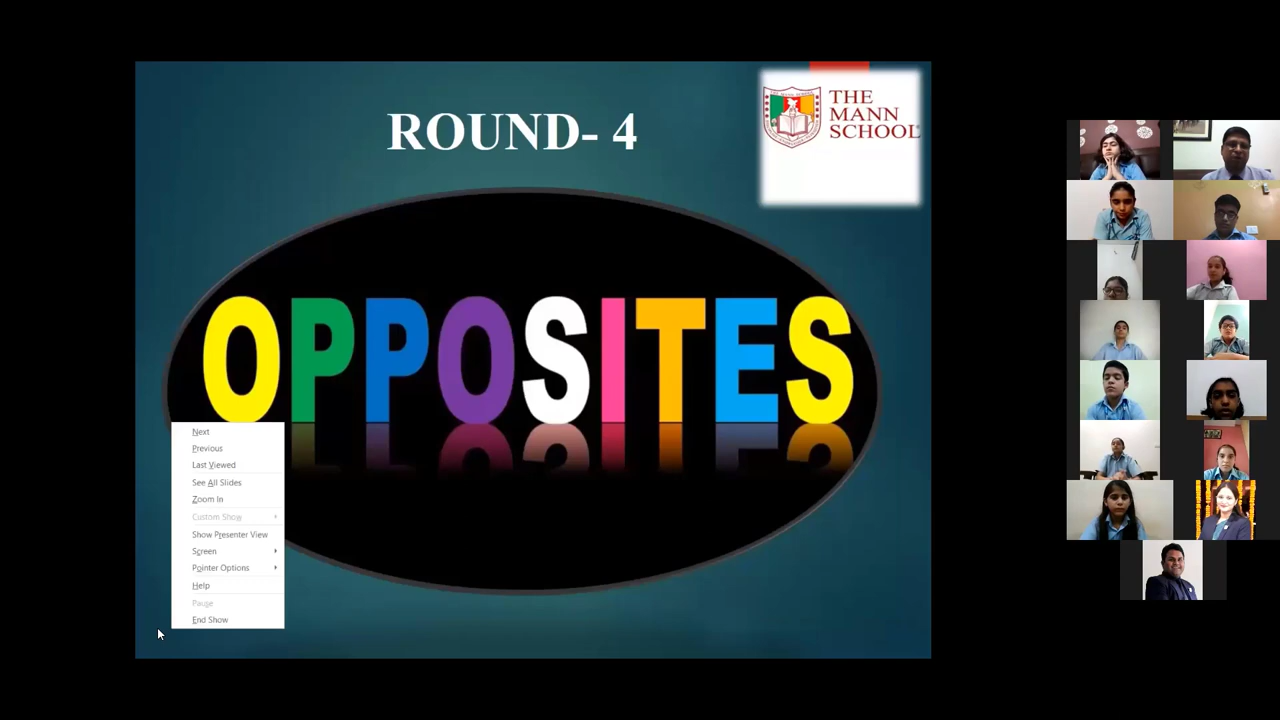 ROUND- 4
THE
MANN
SCHOOL
OPPOSITES
Next
Previous
Last Viewed
See All Slides
Zoom In
Custom Show
Show Presenter View
Screen
Pointer Options
Help
Pause
End Show